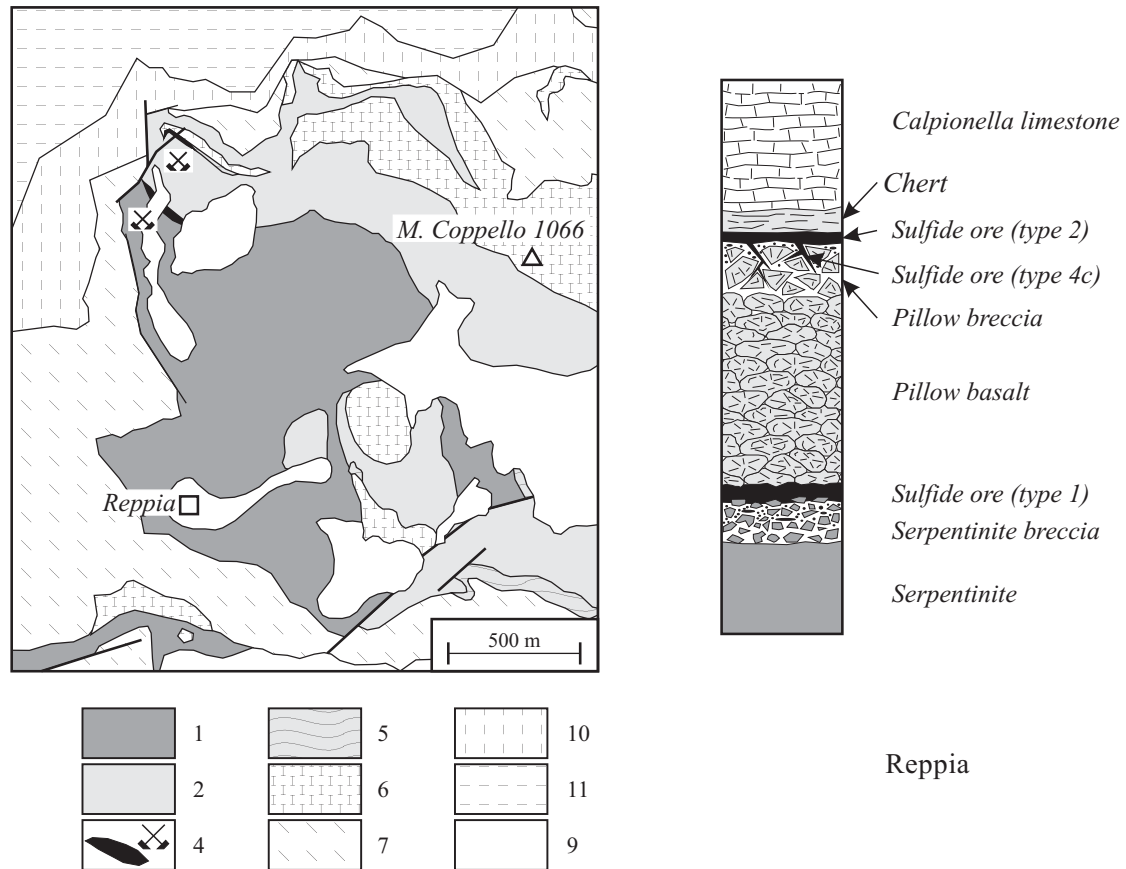 M. Coppello 1066
Reppia
500 m
1
2
4
5
6
7
10
11
9
Calpionella limestone
Chert
Sulfide ore (type 2)
Sulfide ore (type 4c)
Pillow breccia
Pillow basalt
Sulfide ore (type 1)
Serpentinite breccia
Serpentinite
Reppia